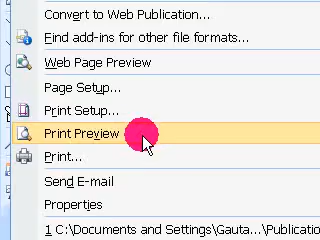 Convert to Web Publication...
Find add-ins for other file formats...
Web Page Preview
Page Setup...
Print Setup...
Print Preview
Print...
Send E-mail
Properties
1 C:\Documents and Settings\Gauta...\Publicatio